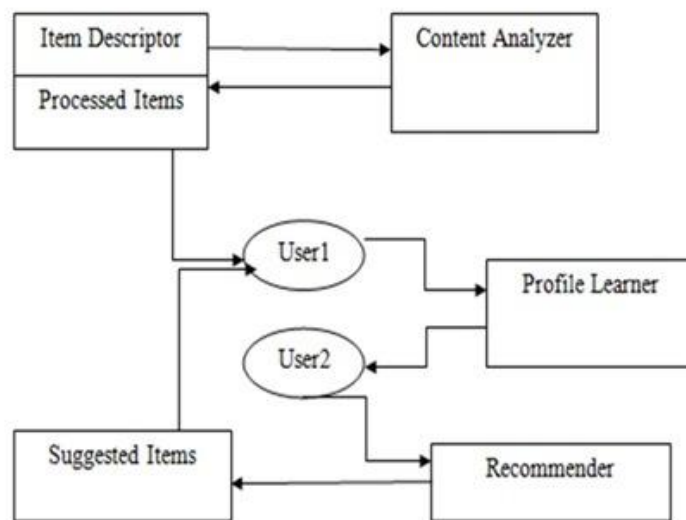 Item Descriptor
Content Analyzer
Processed Items
User1
Profile Learner
User2
Suggested Items
Recommender